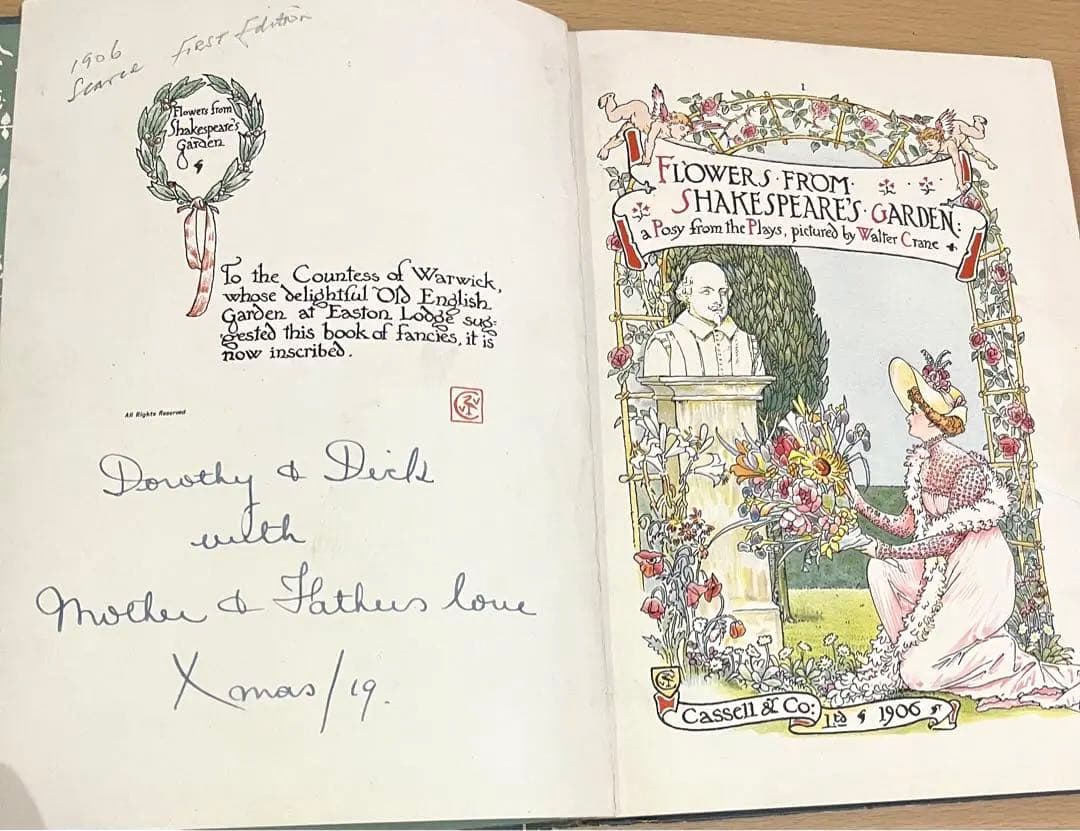 1906
Scarce First Edition
Flowers from
Shakespeare's
Garden
To the Countess of Warwick,
whose delightful Old English
Garden at Easton Lodge sug-
gested this book of fancies, it is
now inscribed.
All Rights Reserved
Dorothy & Dick
with
Mother & Fathers love
Xmas/19.
1
FLOWERS · FROM ·
SHAKESPEARE'S · GARDEN:
a Posy from the Plays, pictured by Walter Crane
CASSELL & Co:
Ltd 1906